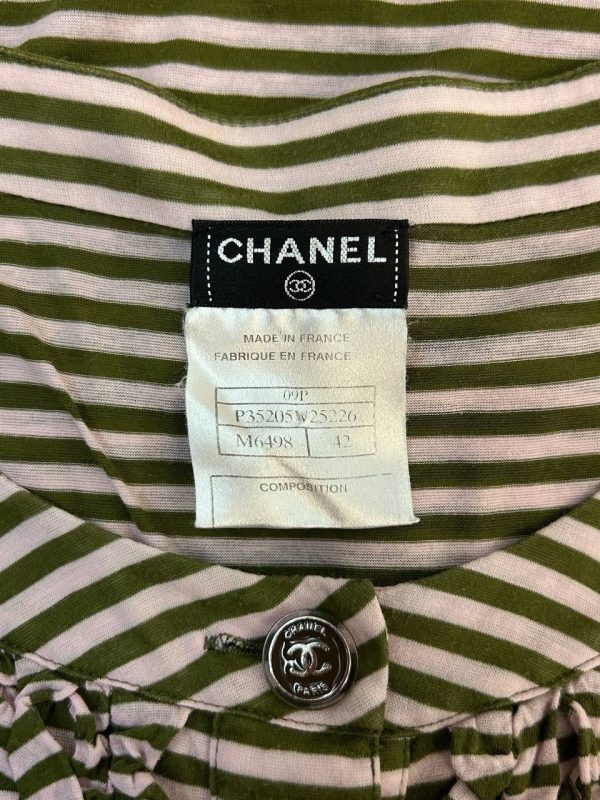 CHANEL
MADE IN FRANCE
FABRIQUE EN FRANCE
09P
P35205W25226
M6498 42
COMPOSITION
CHANEL
PARIS